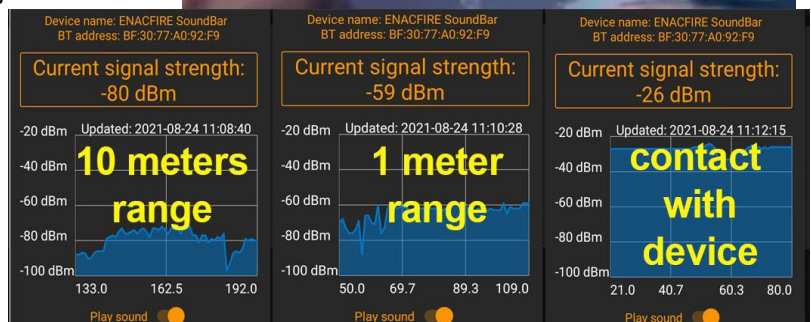 Device name: ENACFIRE SoundBar
BT address: BF:30:77:A0:92:F9
Current signal strength:
-80 dBm
-20 dBm Updated: 2021-08-24 11:08:40
-40 dBm
-60 dBm
-80 dBm
-100 dBm
10 meters
range
133.0 162.5 192.0
Play sound
Device name: ENACFIRE SoundBar
BT address: BF:30:77:A0:92:F9
Current signal strength:
-59 dBm
-20 dBm Updated: 2021-08-24 11:10:28
-40 dBm
-60 dBm
-80 dBm
-100 dBm
1 meter
range
50.0 69.7 89.3 109.0
Play sound
Device name: ENACFIRE SoundBar
BT address: BF:30:77:A0:92:F9
Current signal strength:
-26 dBm
-20 dBm Updated: 2021-08-24 11:12:15
-40 dBm
-60 dBm
-80 dBm
-100 dBm
contact
with
device
21.0 40.7 60.3 80.0
Play sound